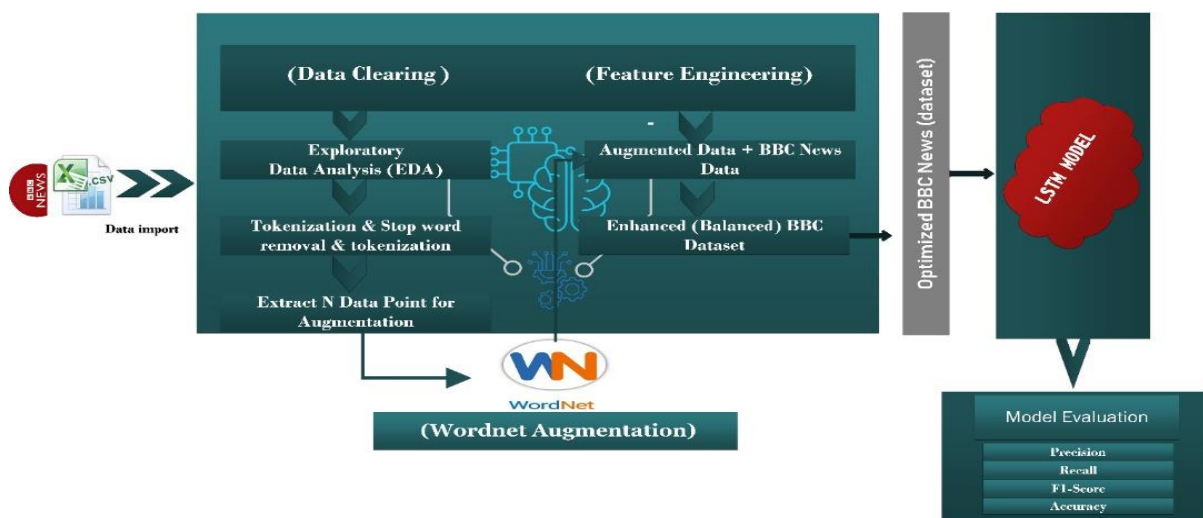 NEWS
.CSV
Data import
(Data Clearing )
Exploratory
Data Analysis (EDA)
Tokenization & Stop word
removal & tokenization
Extract N Data Point for
Augmentation
WN
WordNet
(Wordnet Augmentation)
(Feature Engineering)
-
Augmented Data + BBC News
Data
Enhanced (Balanced) BBC
Dataset
Optimized BBC News (dataset)
LSTM MODEL
Model Evaluation
Precision
Recall
F1-Score
Accuracy